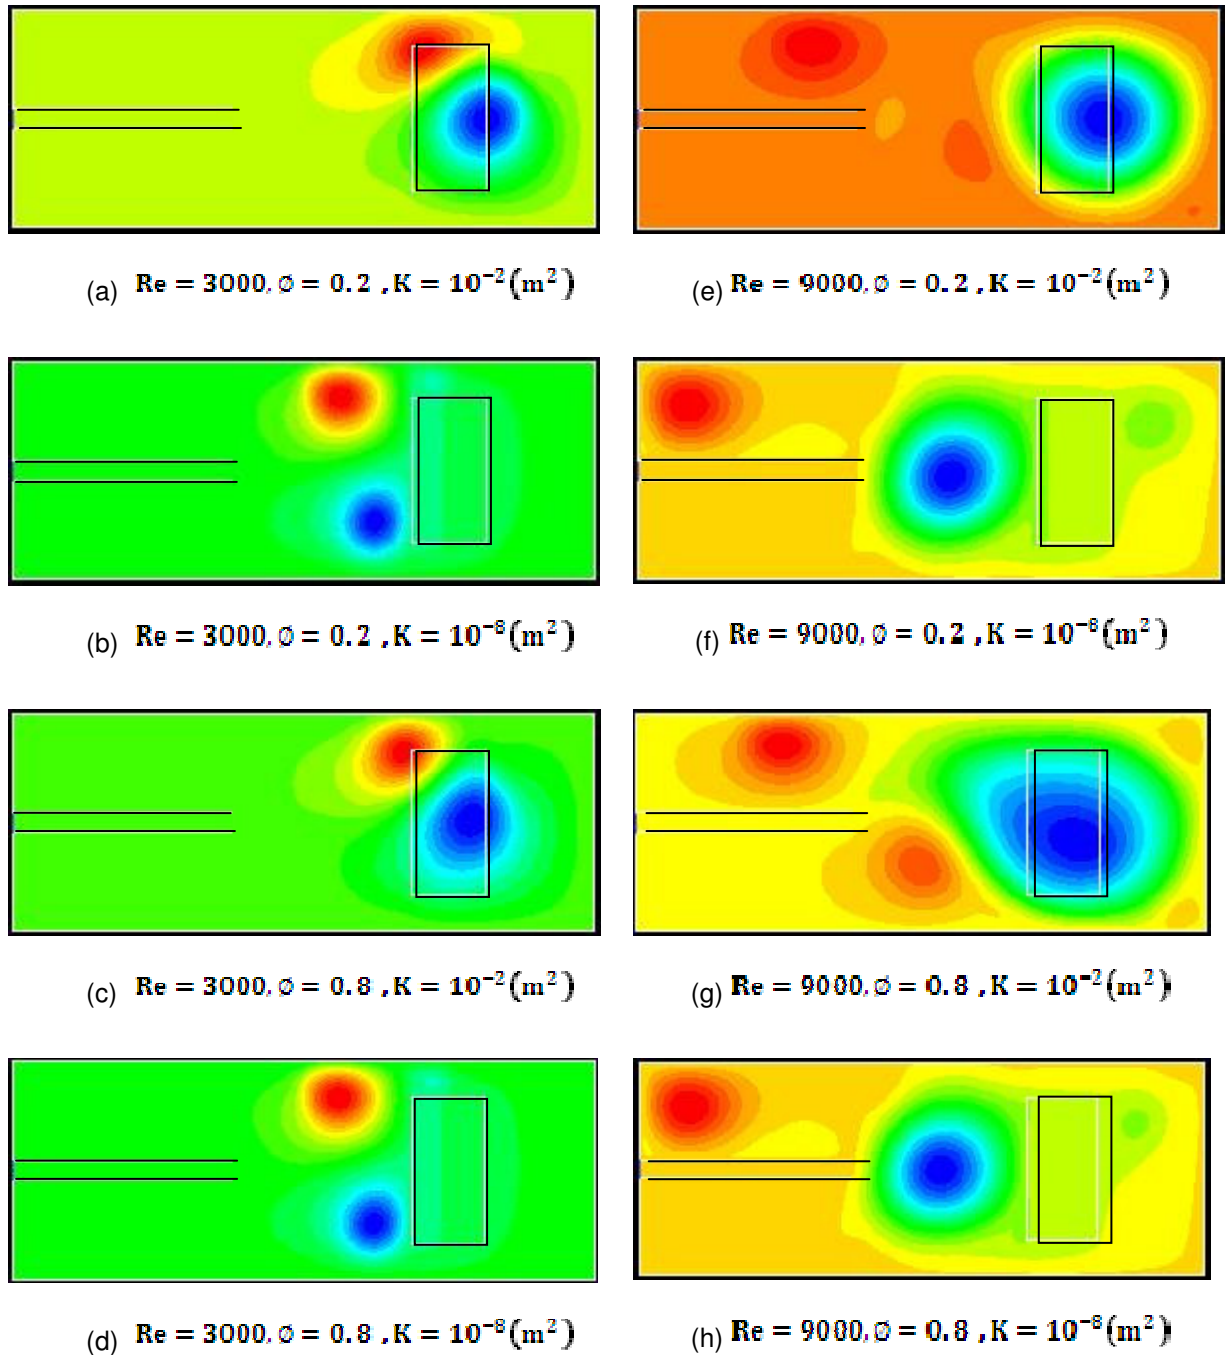 (a) Re = 3000, ∅ = 0.2 , K = 10⁻²(m²)
(e) Re = 9000, ∅ = 0.2 , K = 10⁻²(m²)
(b) Re = 3000, ∅ = 0.2 , K = 10⁻⁸(m²)
(f) Re = 9000, ∅ = 0.2 , K = 10⁻⁸(m²)
(c) Re = 3000, ∅ = 0.8 , K = 10⁻²(m²)
(g) Re = 9000, ∅ = 0.8 , K = 10⁻²(m²)
(d) Re = 3000, ∅ = 0.8 , K = 10⁻⁸(m²)
(h) Re = 9000, ∅ = 0.8 , K = 10⁻⁸(m²)